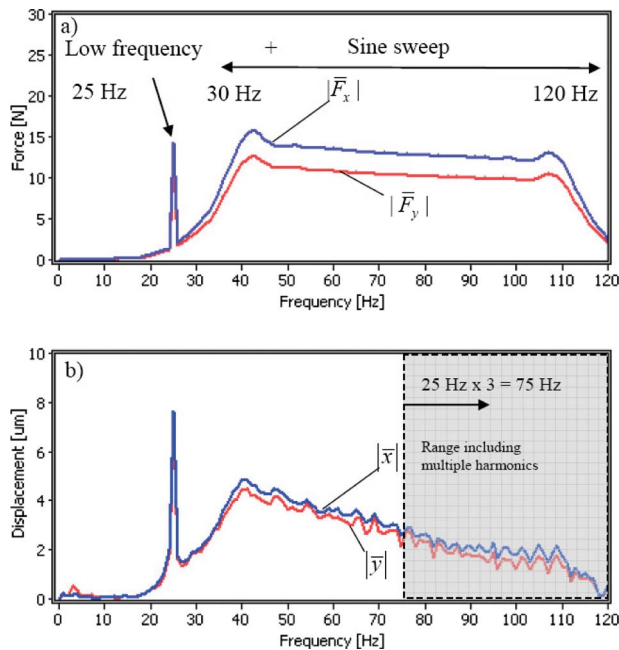 a)
Low frequency + Sine sweep
25 Hz 30 Hz |F̅x| 120 Hz
|F̅y|
Force [N]
30
25
20
15
10
5
0
0 10 20 30 40 50 60 70 80 90 100 110 120
Frequency [Hz]
b)
25 Hz x 3 = 75 Hz
Range including
multiple harmonics
|x̅|
|y̅|
Displacement [um]
10
8
6
4
2
0
0 10 20 30 40 50 60 70 80 90 100 110 120
Frequency [Hz]